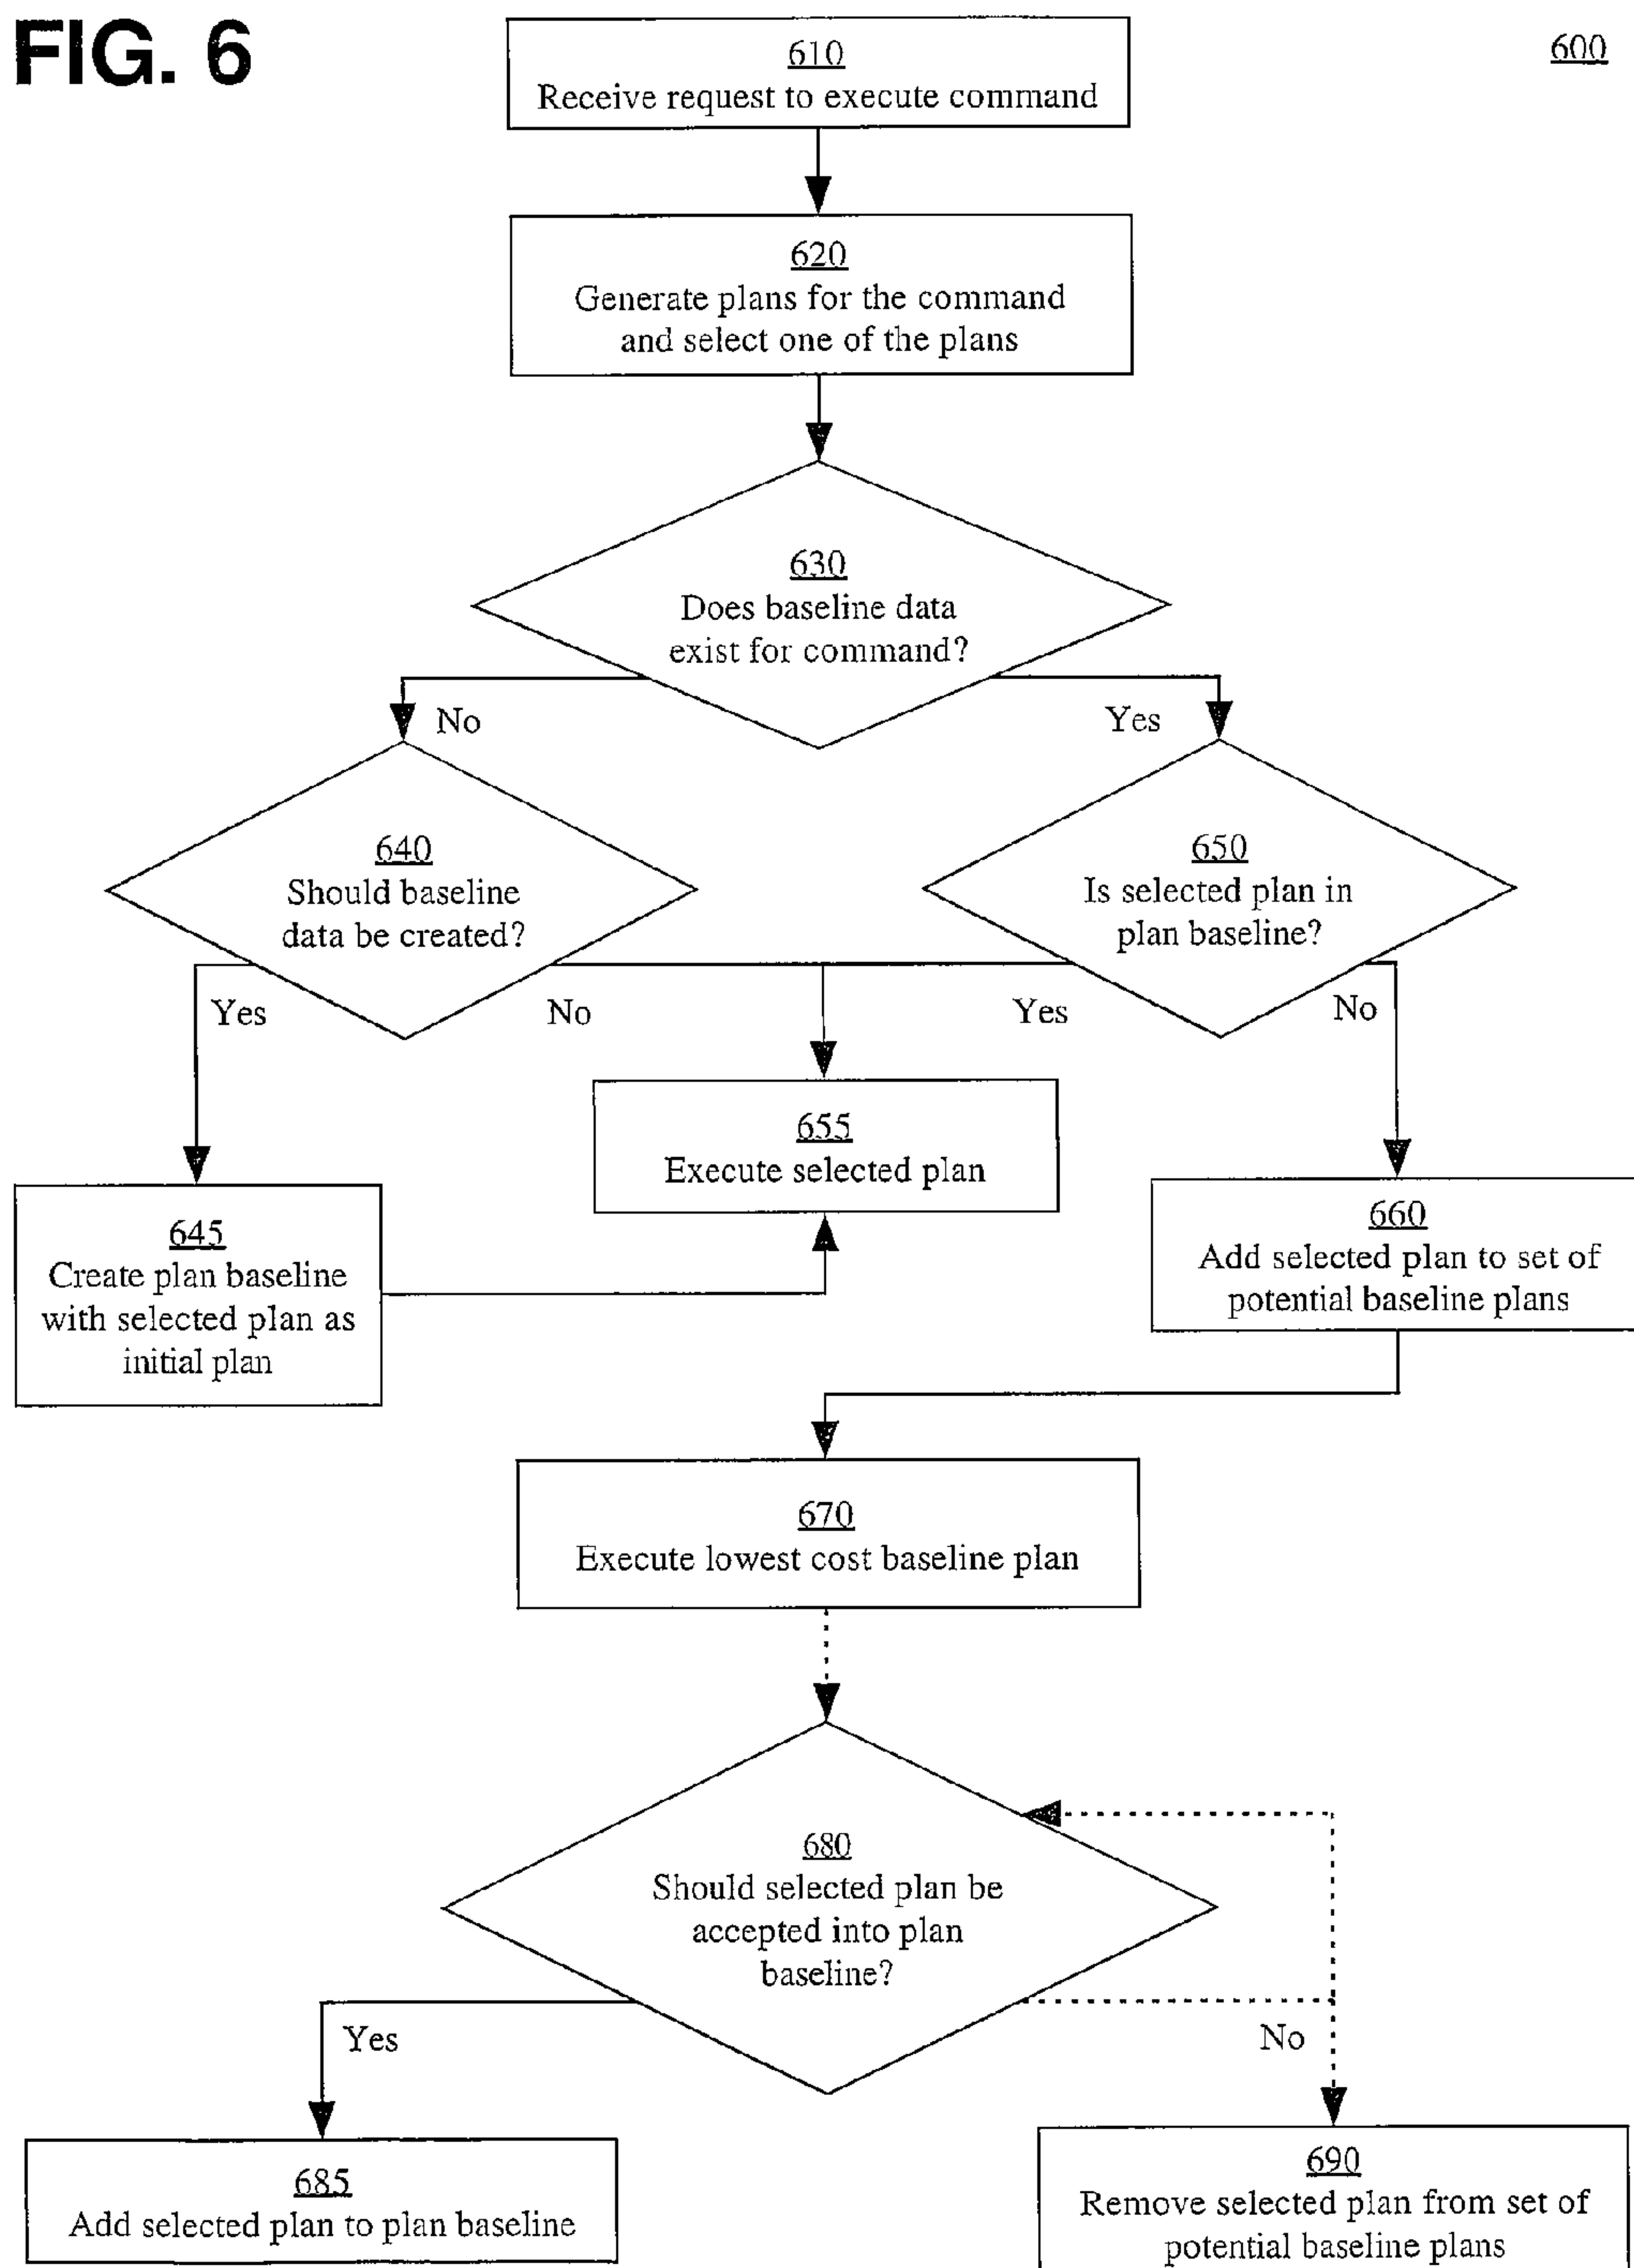 FIG. 6
600
610
Receive request to execute command
620
Generate plans for the command
and select one of the plans
630
Does baseline data
exist for command?
No
Yes
640
Should baseline
data be created?
650
Is selected plan in
plan baseline?
Yes
No
Yes
No
655
Execute selected plan
645
Create plan baseline
with selected plan as
initial plan
660
Add selected plan to set of
potential baseline plans
670
Execute lowest cost baseline plan
680
Should selected plan be
accepted into plan
baseline?
Yes
No
685
Add selected plan to plan baseline
690
Remove selected plan from set of
potential baseline plans